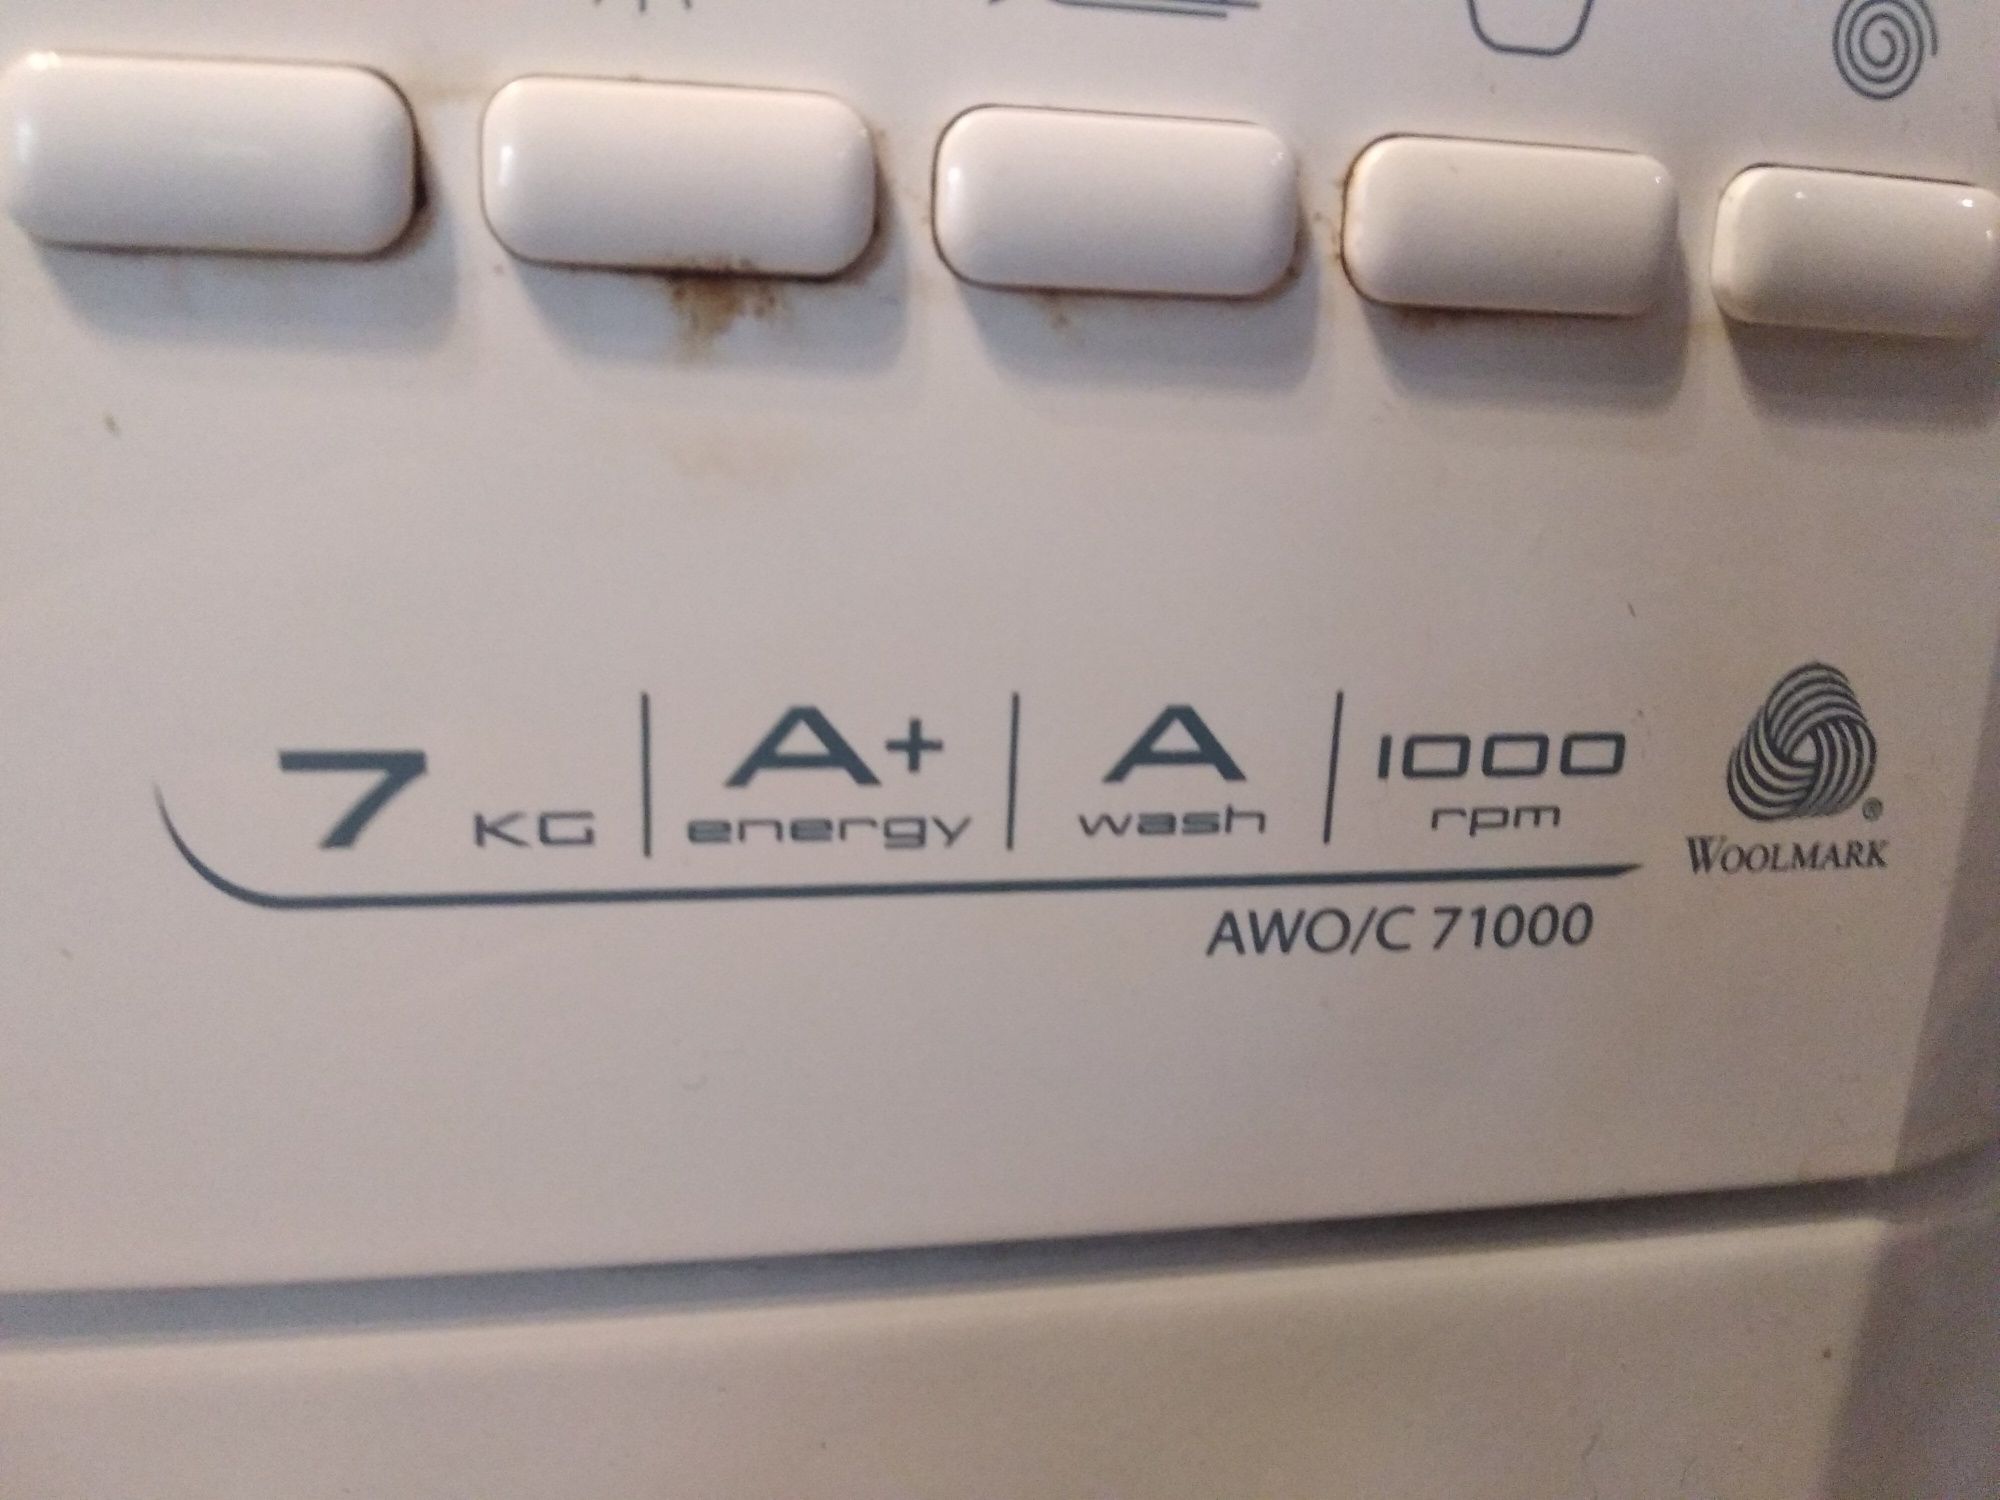 7 KG | A+ energy | A wash | 1000 rpm
WOOLMARK ®
AWO/C 71000